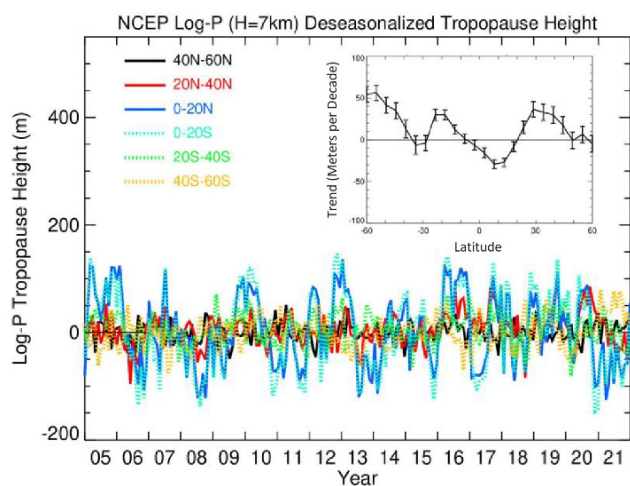 NCEP Log-P (H=7km) Deseasonalized Tropopause Height
Log-P Tropopause Height (m)
400
200
0
-200
40N-60N
20N-40N
0-20N
0-20S
20S-40S
40S-60S
Trend (Meters per Decade)
100
50
0
-50
-100
-60
-30
0
30
60
Latitude
05 06 07 08 09 10 11 12 13 14 15 16 17 18 19 20 21
Year